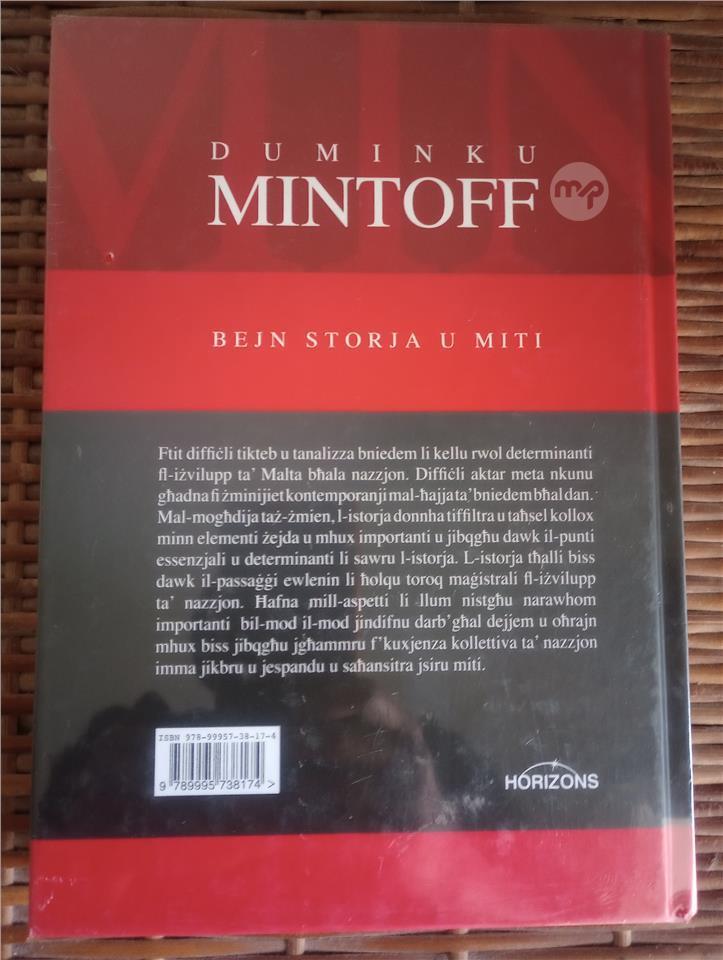 DUMINKU
MINTOFF
mp
BEJN STORJA U MITI
Ftit diffiċli tikteb u tanalizza bniedem li kellu rwol determinanti
fl-iżvilupp ta' Malta bħala nazzjon. Diffiċli aktar meta nkunu
għadna fi żminijiet kontemporanji mal-ħajja ta' bniedem bħal dan.
Mal-mogħdija taż-żmien, l-istorja donnha tiffiltra u taħsel kollox
minn elementi żejda u mhux importanti u jibqgħu dawk il-punti
essenzjali u determinanti li sawru l-istorja. L-istorja tħalli biss
dawk il-passaġġi ewlenin li ħolqu toroq maġistrali fl-iżvilupp
ta' nazzjon. Ħafna mill-aspetti li llum nistgħu narawhom
importanti bil-mod il-mod jindifnu darb'għal dejjem u oħrajn
mhux biss jibqgħu jgħammru f'kuxjenza kollettiva ta' nazzjon
imma jikbru u jespandu u saħansitra jsiru miti.
ISBN 978-99957-38-17-4
9 789995 738174 >
HORIZONS